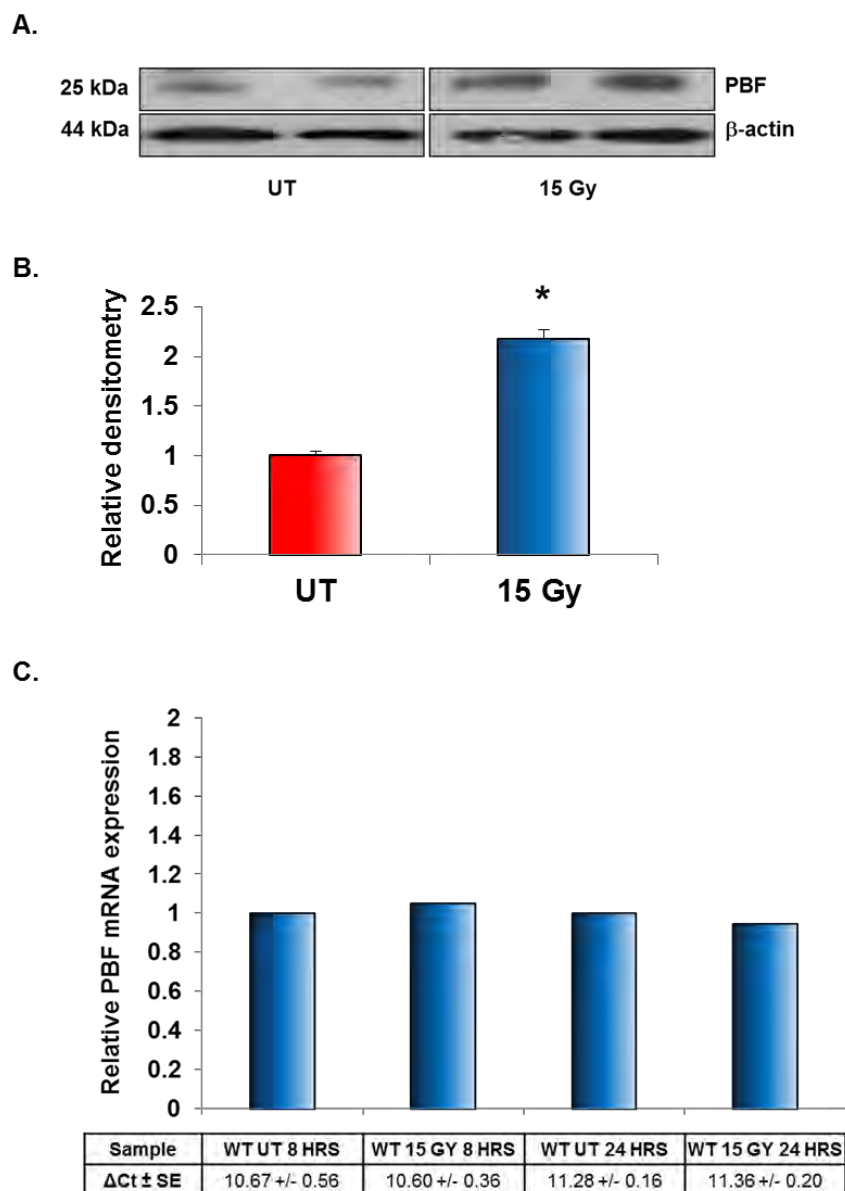 A.
25 kDa PBF
44 kDa β-actin
UT 15 Gy
B.
Relative densitometry
2.5
2
1.5
1
0.5
0
*
UT 15 Gy
C.
Relative PBF mRNA expression
2
1.8
1.6
1.4
1.2
1
0.8
0.6
0.4
0.2
0
Sample WT UT 8 HRS WT 15 GY 8 HRS WT UT 24 HRS WT 15 GY 24 HRS
ΔCt ± SE 10.67 +/- 0.56 10.60 +/- 0.36 11.28 +/- 0.16 11.36 +/- 0.20